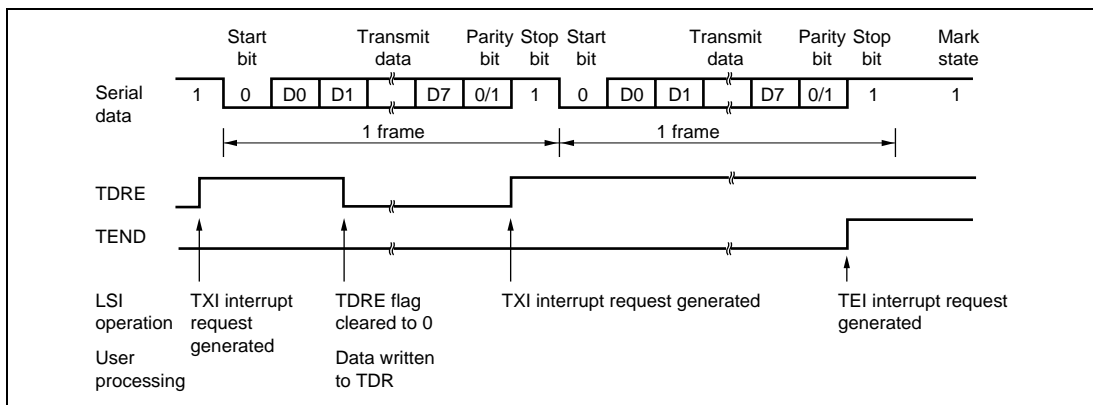 Start bit Transmit data Parity bit Stop bit Start bit Transmit data Parity bit Stop bit Mark state
Serial data 1 0 D0 D1 D7 0/1 1 0 D0 D1 D7 0/1 1 1
1 frame 1 frame
TDRE
TEND
LSI operation TXI interrupt request generated TDRE flag cleared to 0 TXI interrupt request generated TEI interrupt request generated
User processing Data written to TDR